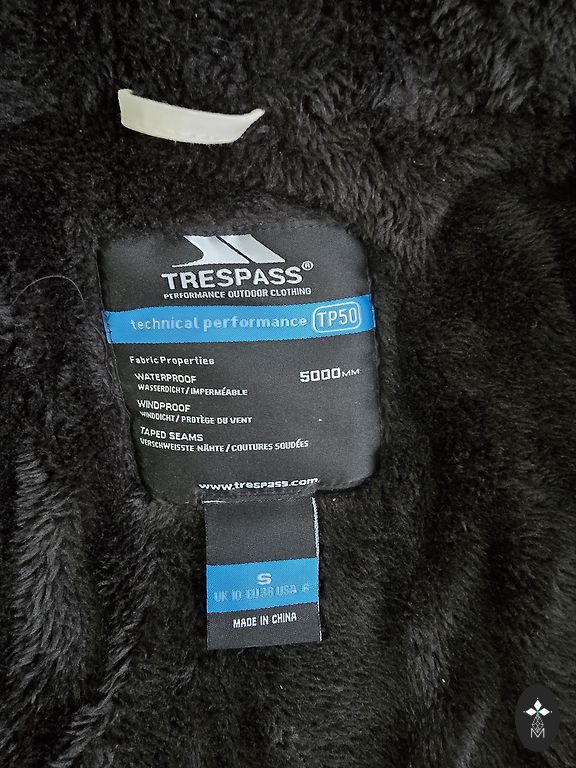 TRESPASS®
PERFORMANCE OUTDOOR CLOTHING
technical performance TP50
Fabric Properties
WATERPROOF 5000MM
WASSERDICHT/IMPERMÉABLE
WINDPROOF
WINDDICHT/PROTÈGE DU VENT
TAPED SEAMS
VERSCHWEISSTE NÄHTE/COUTURES SOUDÉES
www.trespass.com
S
UK 10 EU38 USA 6
MADE IN CHINA
M